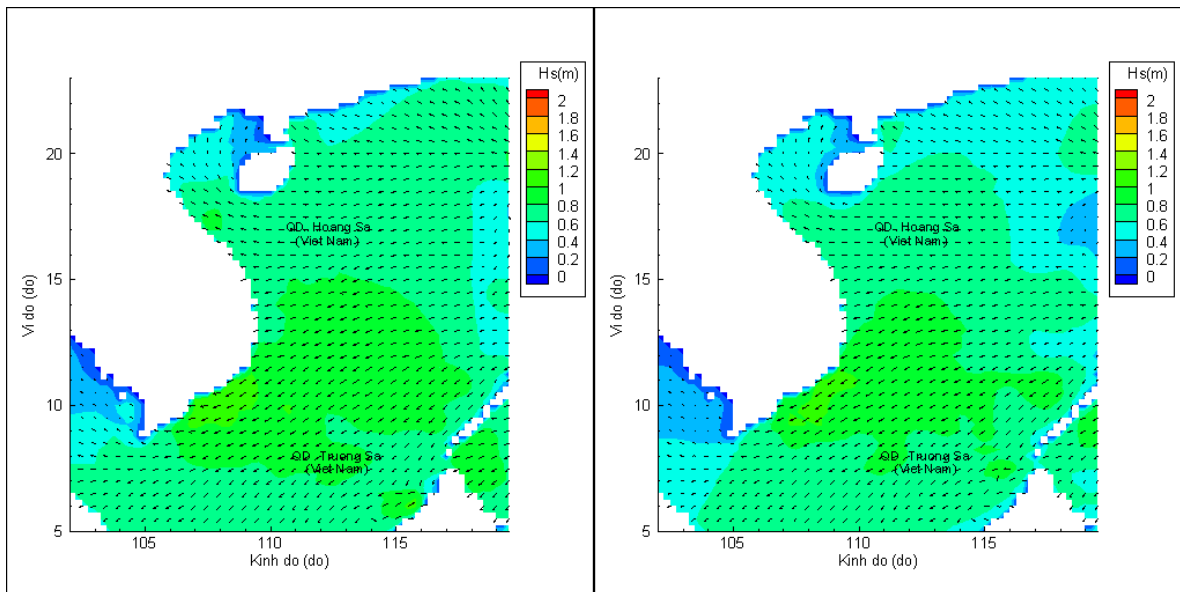 Hs(m)
2
1.8
1.6
1.4
1.2
1
0.8
0.6
0.4
0.2
0
20
15
10
5
Vi do (do)
QD. Hoang Sa
(Viet Nam)
QD. Truong Sa
(Viet Nam)
105
110
115
Kinh do (do)
Hs(m)
2
1.8
1.6
1.4
1.2
1
0.8
0.6
0.4
0.2
0
20
15
10
5
Vi do (do)
QD. Hoang Sa
(Viet Nam)
QD. Truong Sa
(Viet Nam)
105
110
115
Kinh do (do)